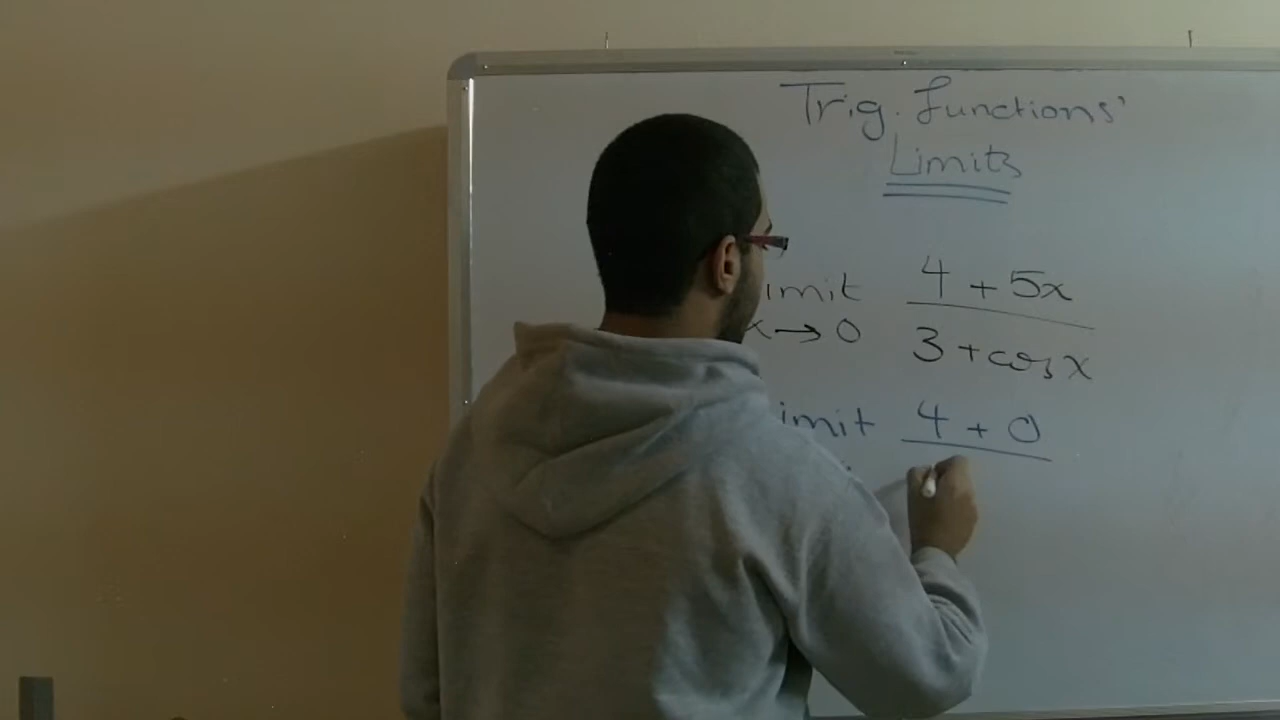 Trig. Functions'
Limits
imit 4 + 5x
x → 0 3 + cos x
imit 4 + 0